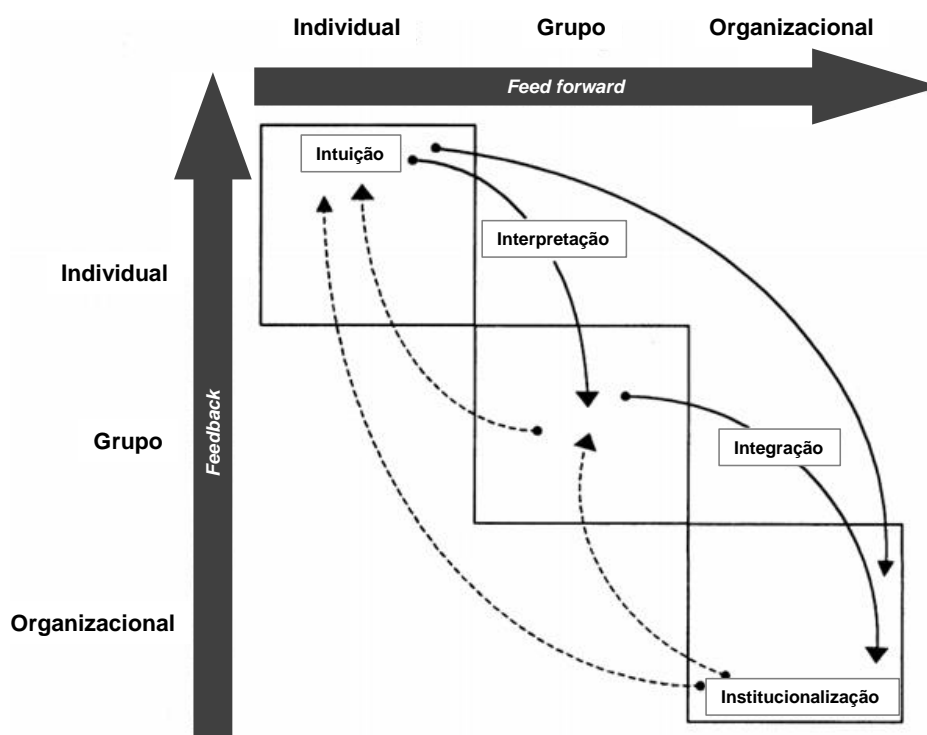 Individual
Grupo
Organizacional
Feed forward
Intuição
Interpretação
Individual
Feedback
Grupo
Integração
Organizacional
Institucionalização